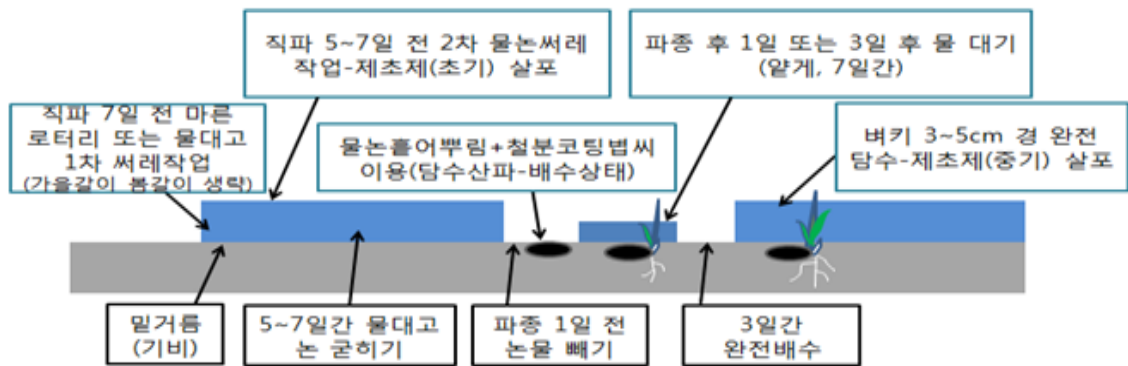 직파 5~7일 전 2차 물논써레
작업-제초제(초기) 살포
파종 후 1일 또는 3일 후 물 대기
(얕게, 7일간)
직파 7일 전 마른
로터리 또는 물대고
1차 써레작업
(가을갈이 봄갈이 생략)
물논흩어뿌림+철분코팅볍씨
이용(담수산파-배수상태)
벼키 3~5cm 경 완전
담수-제초제(중기) 살포
밑거름
(기비)
5~7일간 물대고
논 굳히기
파종 1일 전
논물 빼기
3일간
완전배수